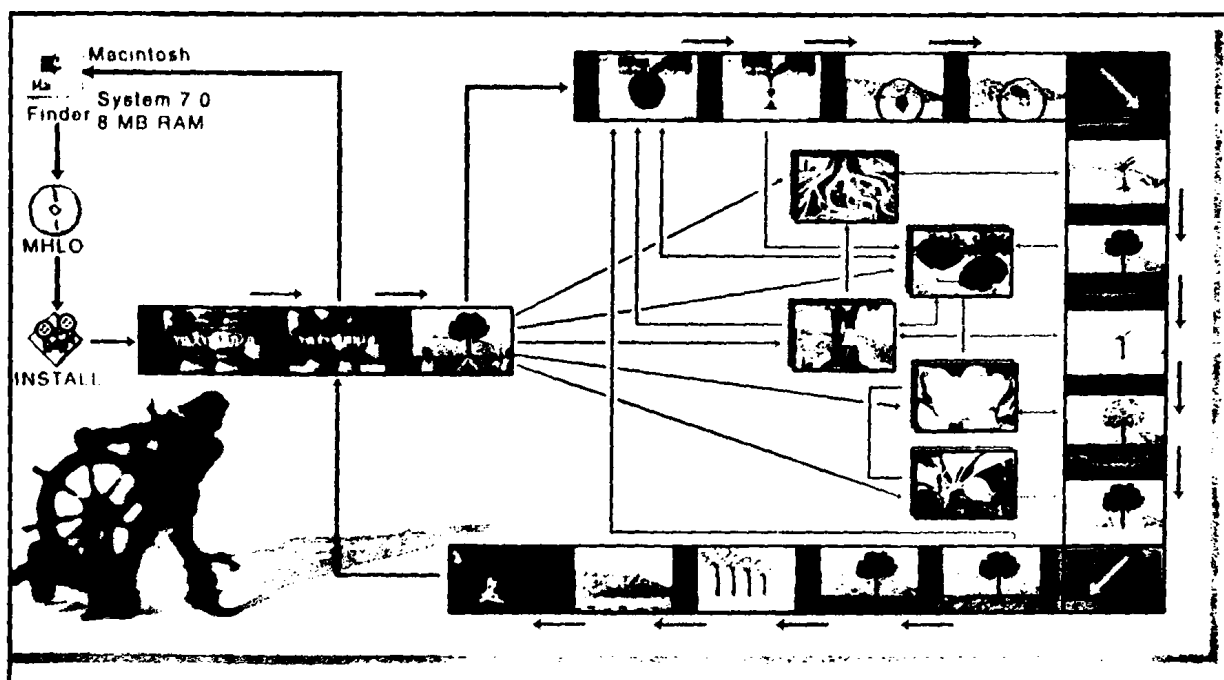 Macintosh
System 7.0
8 MB RAM
Finder
MHLO
INSTALL